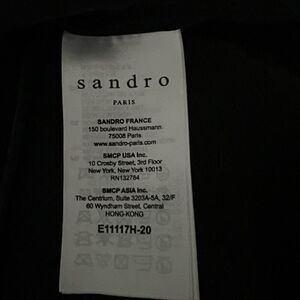 sandro
PARIS
SANDRO FRANCE
150 boulevard Haussmann
75008 Paris
www.sandro-paris.com
SMCP USA Inc.
10 Crosby Street, 3rd Floor
New York, New York 10013
RN132784
SMCP ASIA Inc.
The Centrium, Suite 3203A-5A, 32/F
60 Wyndham Street, Central
HONG-KONG
E11117H-20